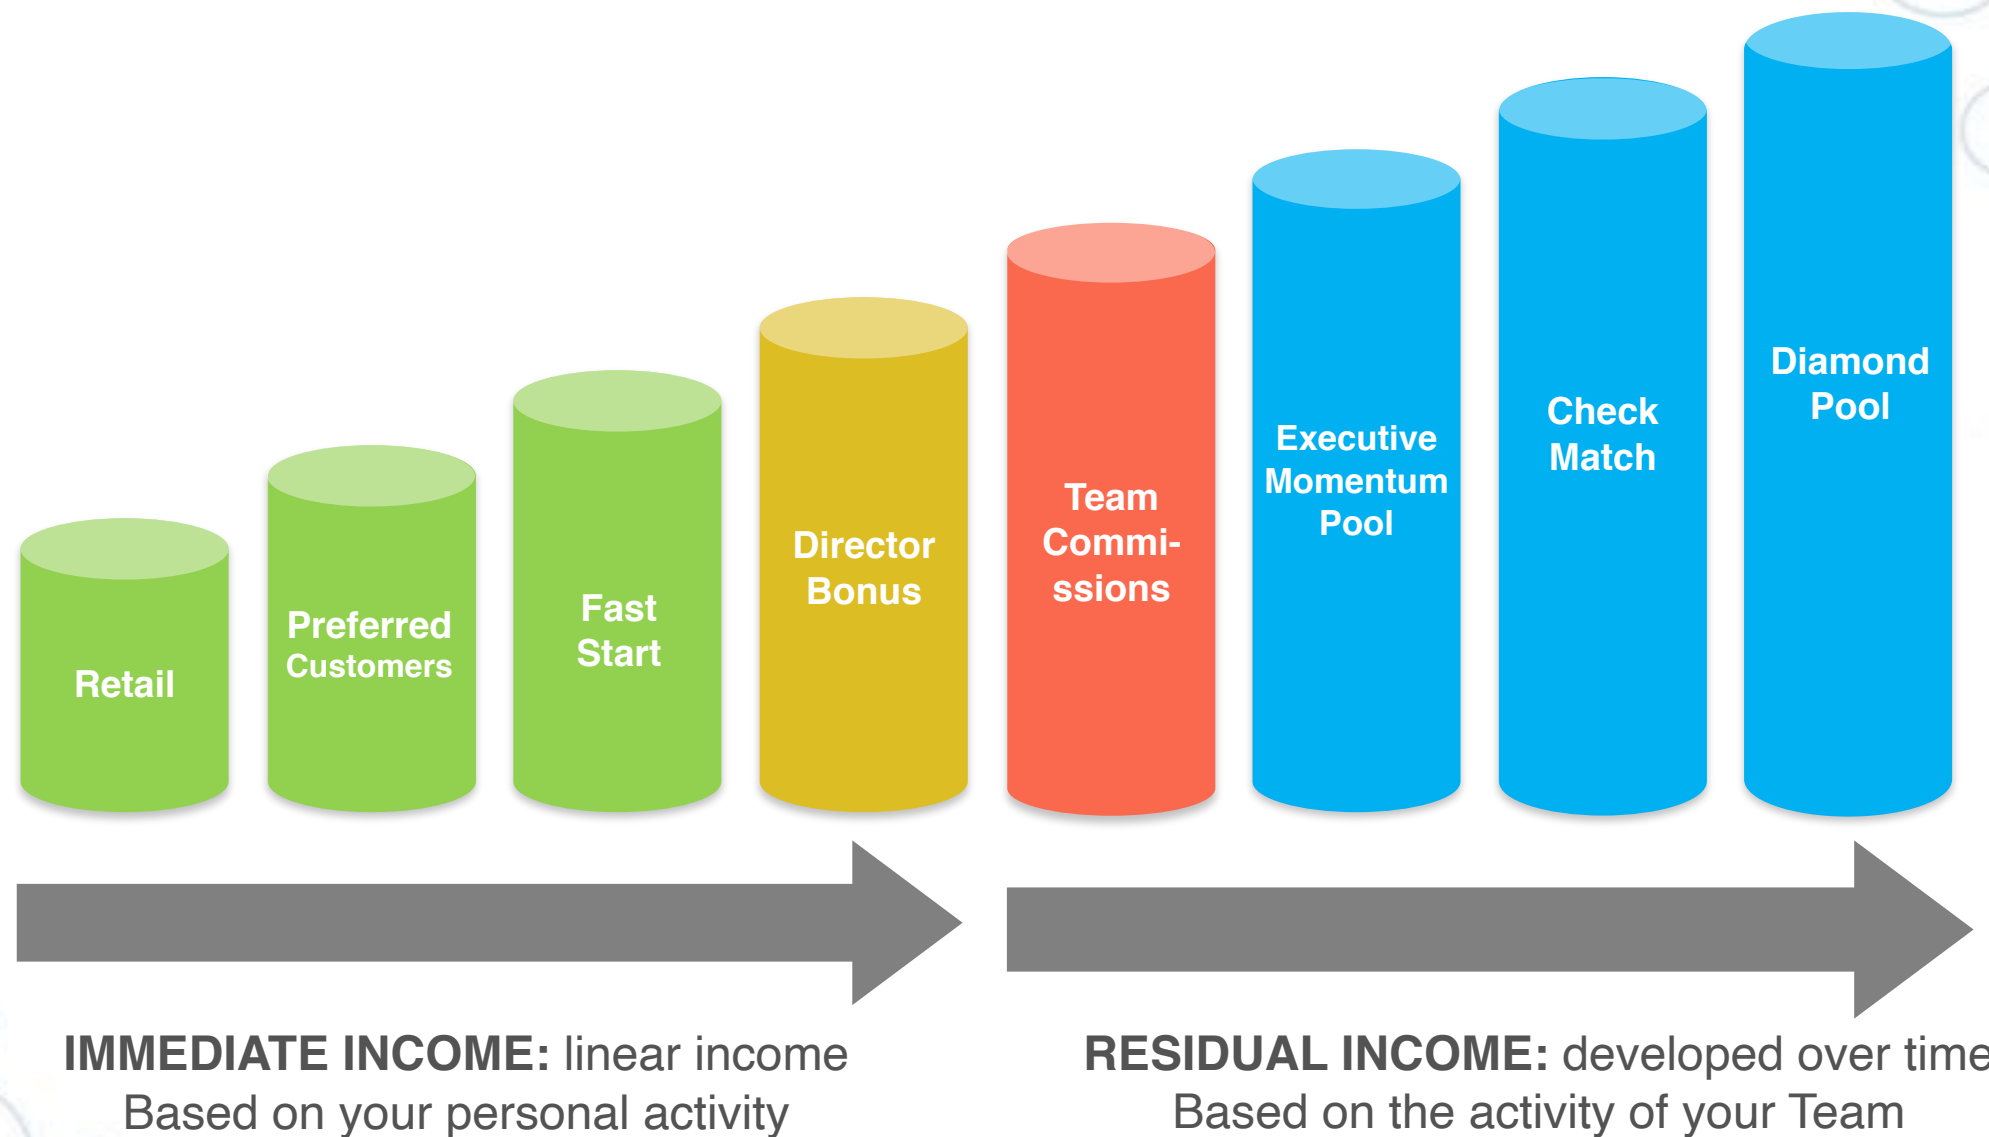 Retail
Preferred
Customers
Fast
Start
Director
Bonus
Team
Commi-
ssions
Executive
Momentum
Pool
Check
Match
Diamond
Pool
IMMEDIATE INCOME: linear income
Based on your personal activity
RESIDUAL INCOME: developed over time
Based on the activity of your Team